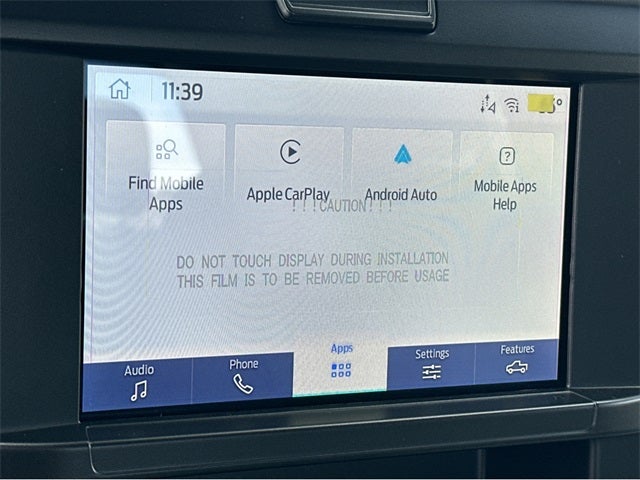 11:39
Find Mobile
Apps
Apple CarPlay
Android Auto
Mobile Apps
Help
! ! ! CAUTION ! ! !
DO NOT TOUCH DISPLAY DURING INSTALLATION
THIS FILM IS TO BE REMOVED BEFORE USAGE
Audio
Phone
Apps
Settings
Features